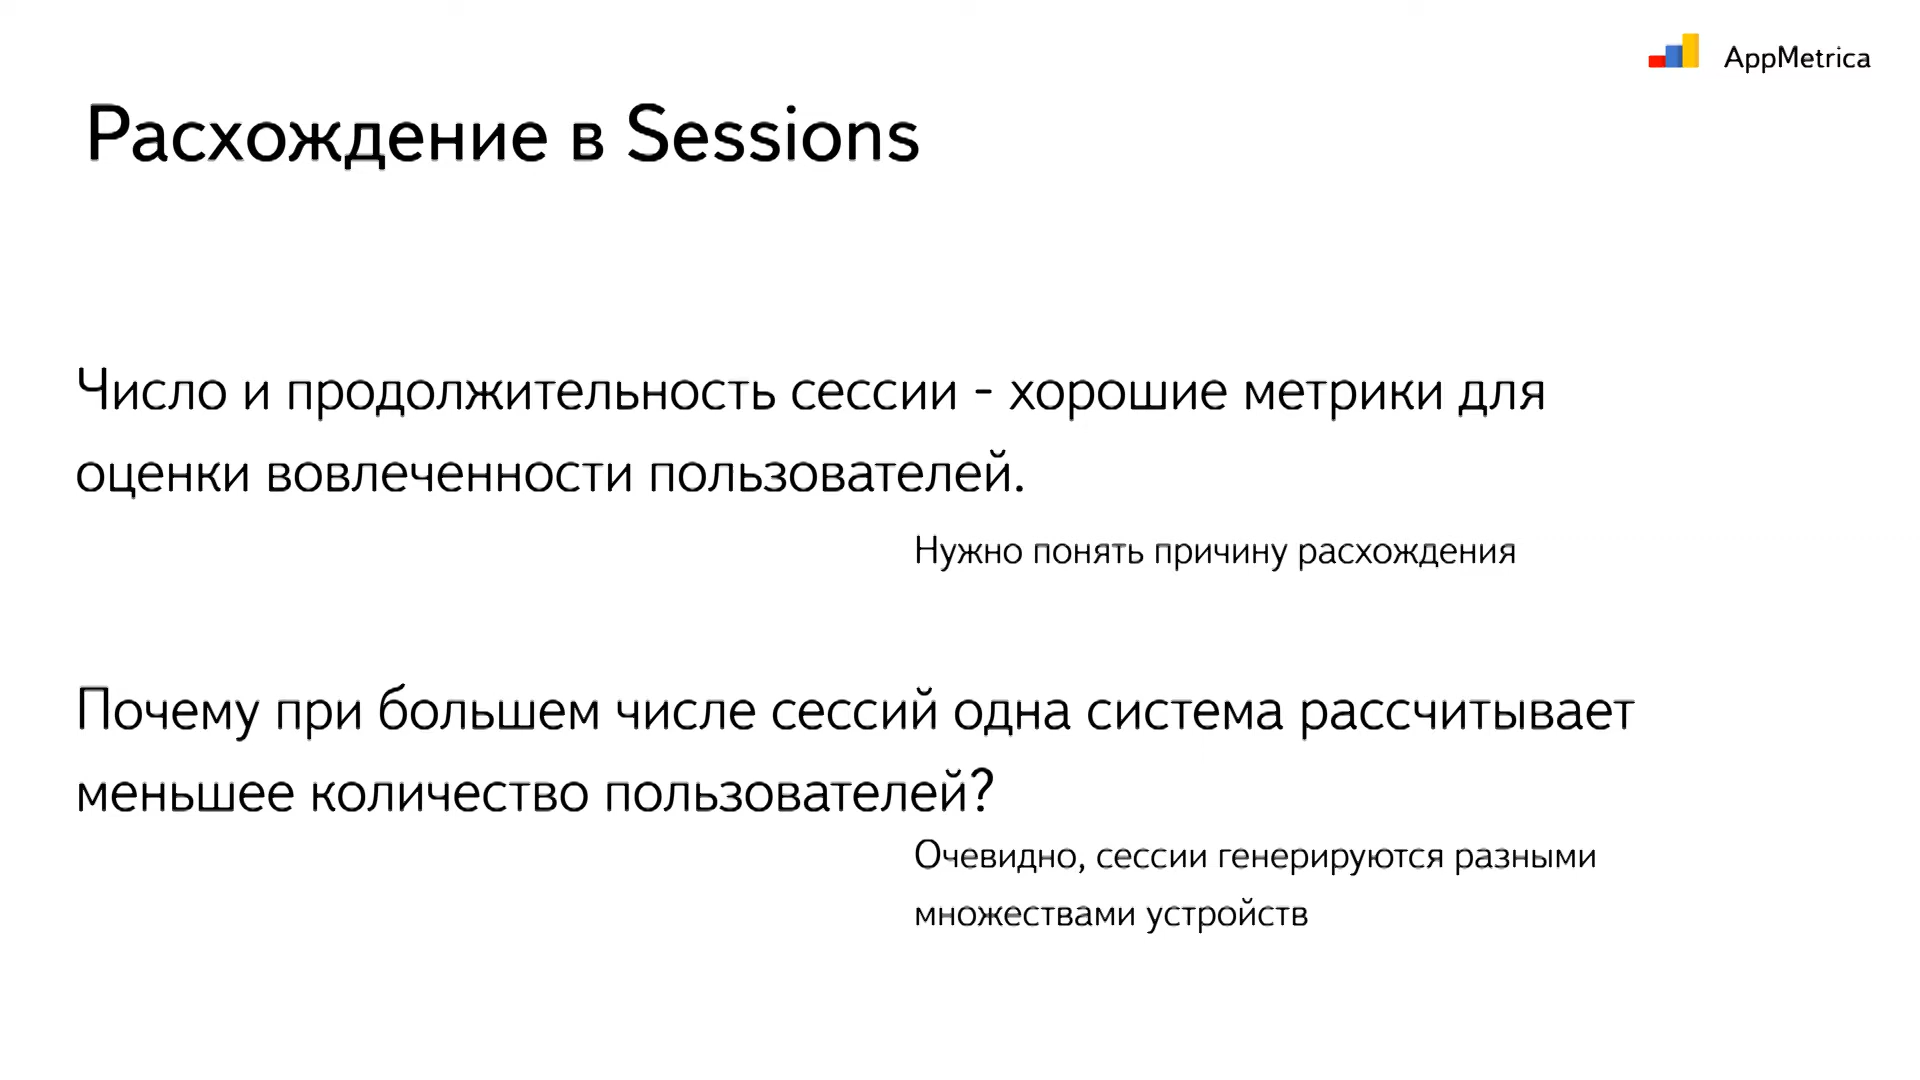 AppMetrica
Расхождение в Sessions
Число и продолжительность сессии - хорошие метрики для
оценки вовлеченности пользователей.
Нужно понять причину расхождения
Почему при большем числе сессий одна система рассчитывает
меньшее количество пользователей?
Очевидно, сессии генерируются разными
множествами устройств